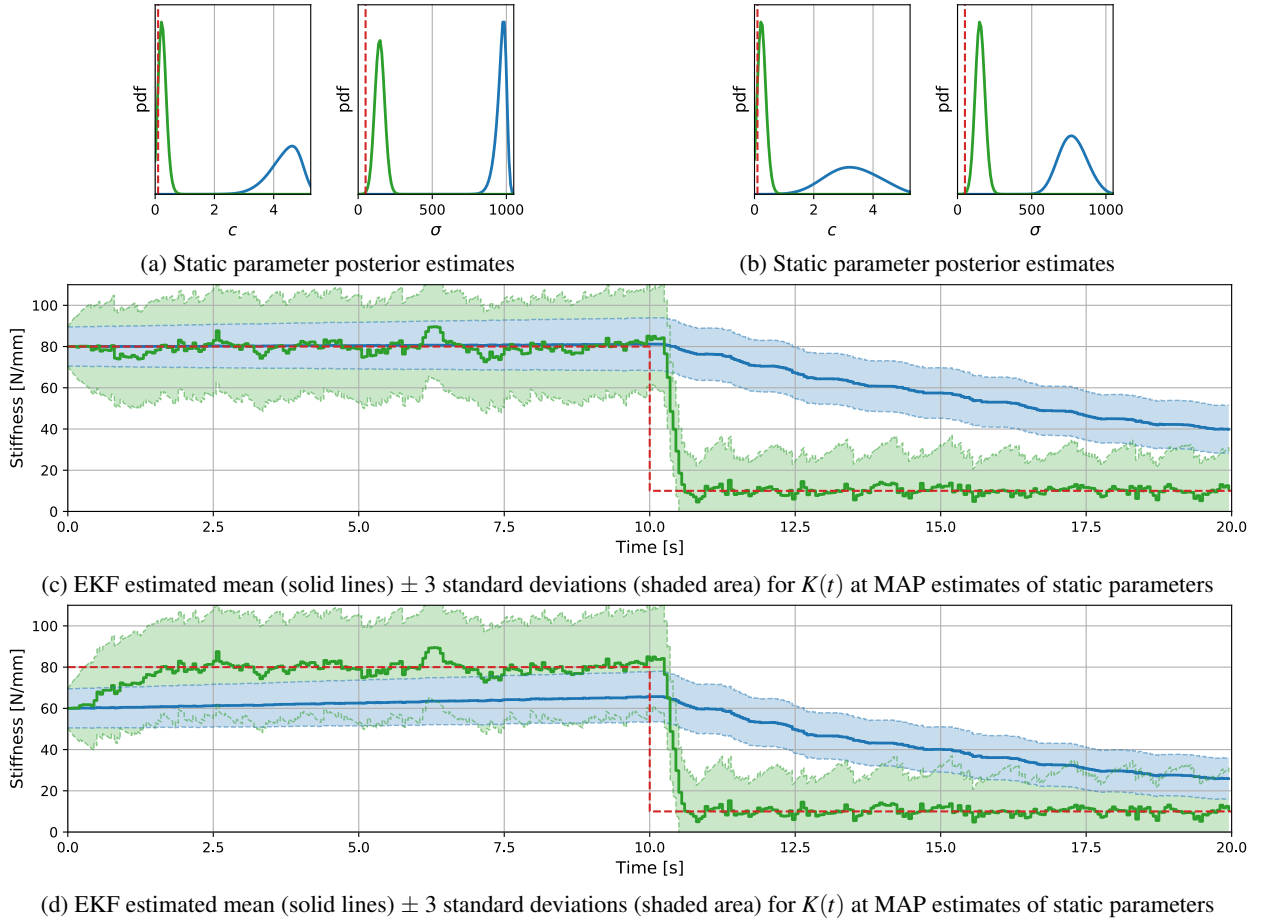 pdf
0 2 4
c
pdf
0 500 1000
σ
pdf
0 2 4
c
pdf
0 500 1000
σ
(a) Static parameter posterior estimates
(b) Static parameter posterior estimates
Stiffness [N/mm]
100
80
60
40
20
0
0.0 2.5 5.0 7.5 10.0 12.5 15.0 17.5 20.0
Time [s]
(c) EKF estimated mean (solid lines) ± 3 standard deviations (shaded area) for K(t) at MAP estimates of static parameters
Stiffness [N/mm]
100
80
60
40
20
0
0.0 2.5 5.0 7.5 10.0 12.5 15.0 17.5 20.0
Time [s]
(d) EKF estimated mean (solid lines) ± 3 standard deviations (shaded area) for K(t) at MAP estimates of static parameters